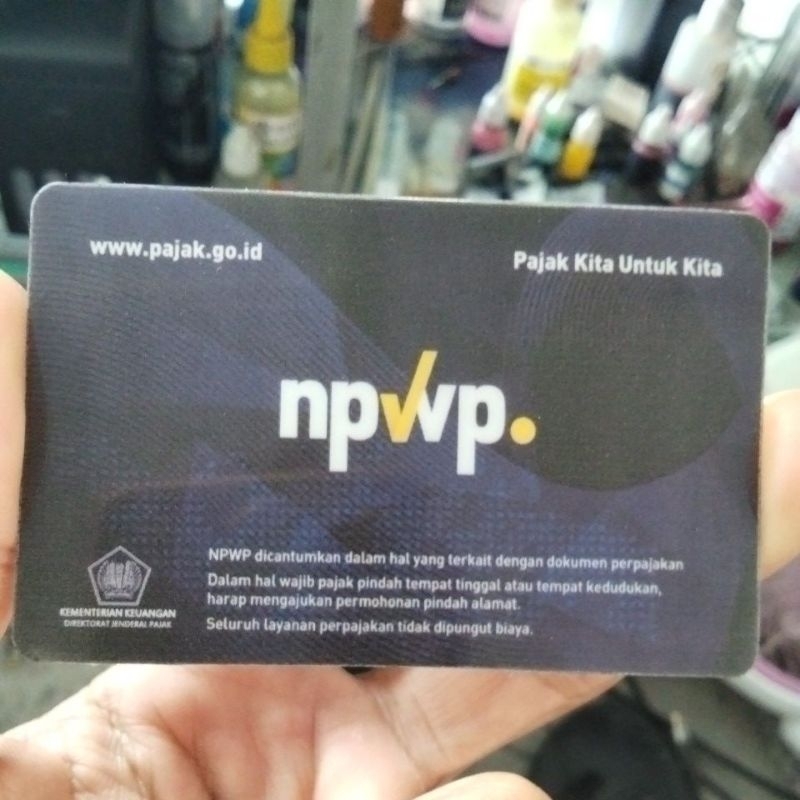 www.pajak.go.id
Pajak Kita Untuk Kita
npwp.
NPWP dicantumkan dalam hal yang terkait dengan dokumen perpajakan
Dalam hal wajib pajak pindah tempat tinggal atau tempat kedudukan,
harap mengajukan permohonan pindah alamat.
Seluruh layanan perpajakan tidak dipungut biaya.
KEMENTERIAN KEUANGAN
DIREKTORAT JENDERAL PAJAK